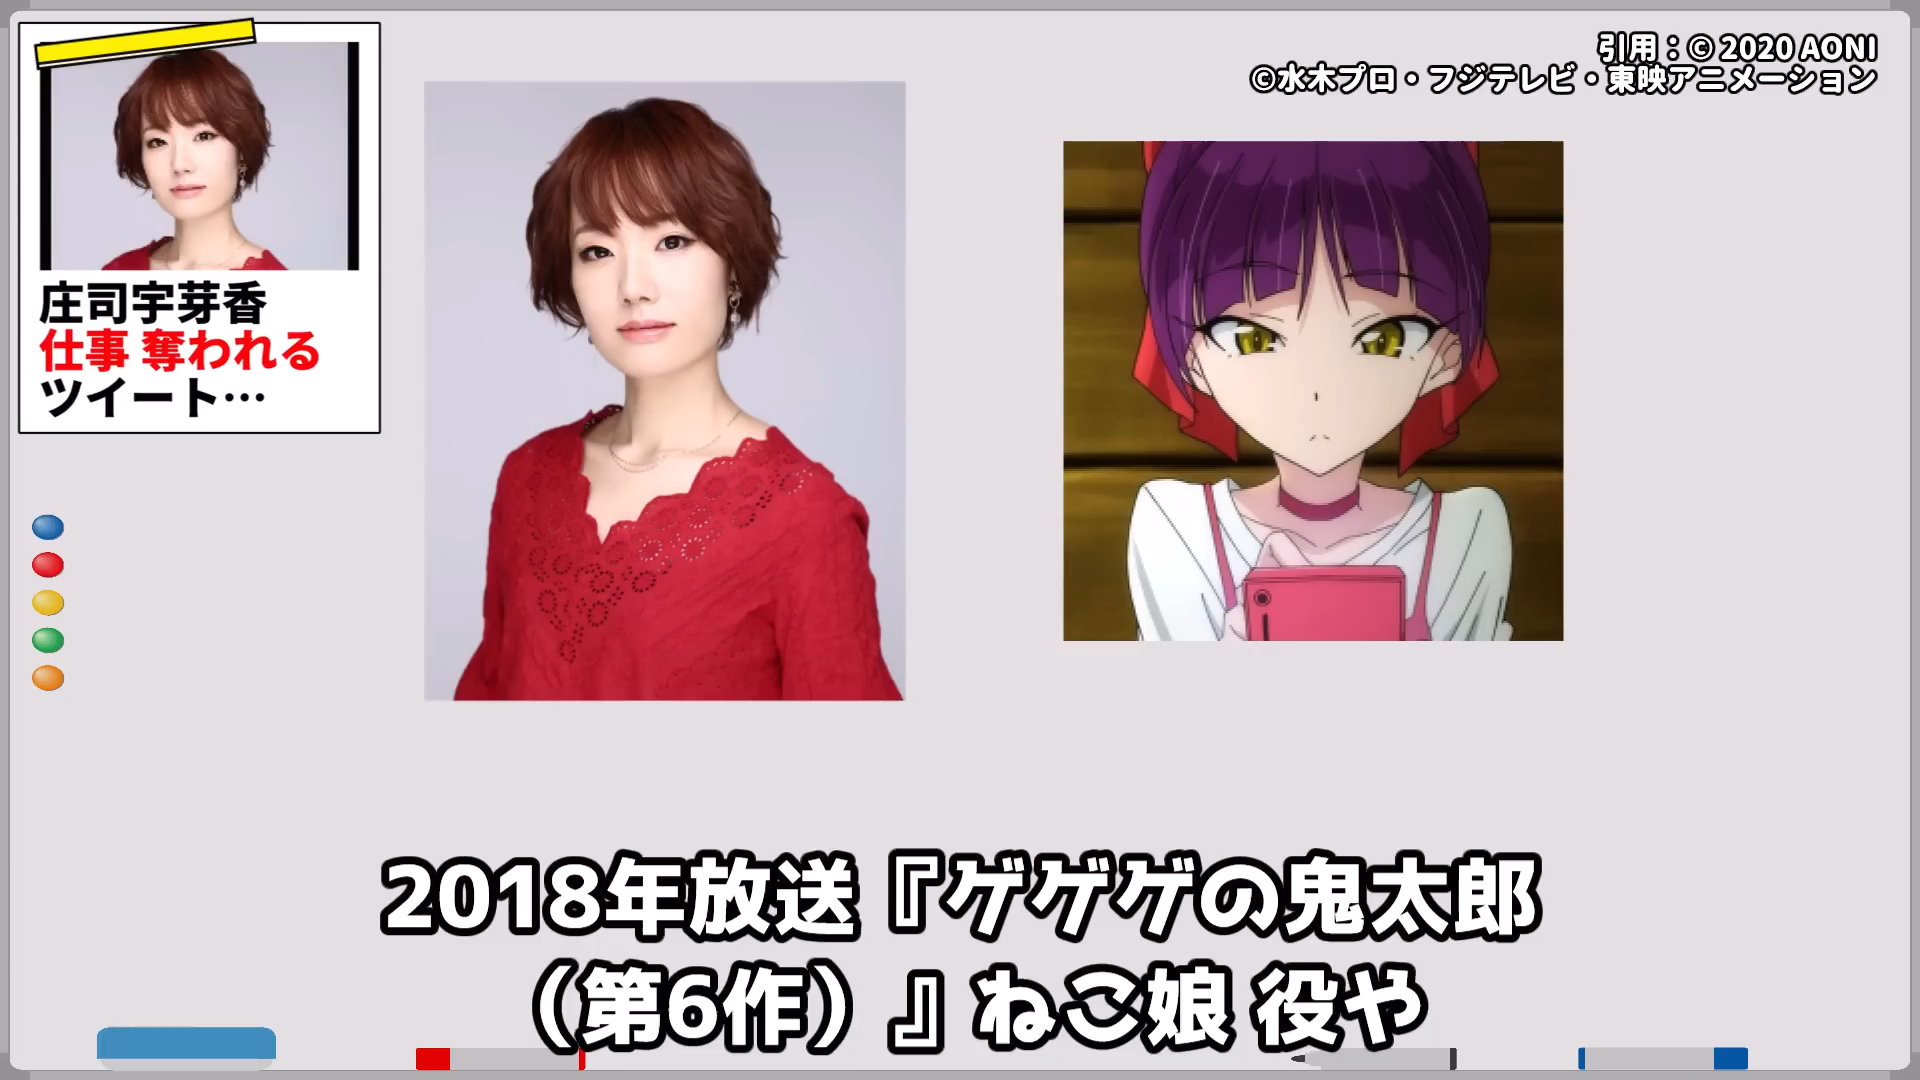 引用：© 2020 AONI
©水木プロ・フジテレビ・東映アニメーション
庄司宇芽香
仕事 奪われる
ツイート…
2018年放送『ゲゲゲの鬼太郎
（第6作）』ねこ娘 役や